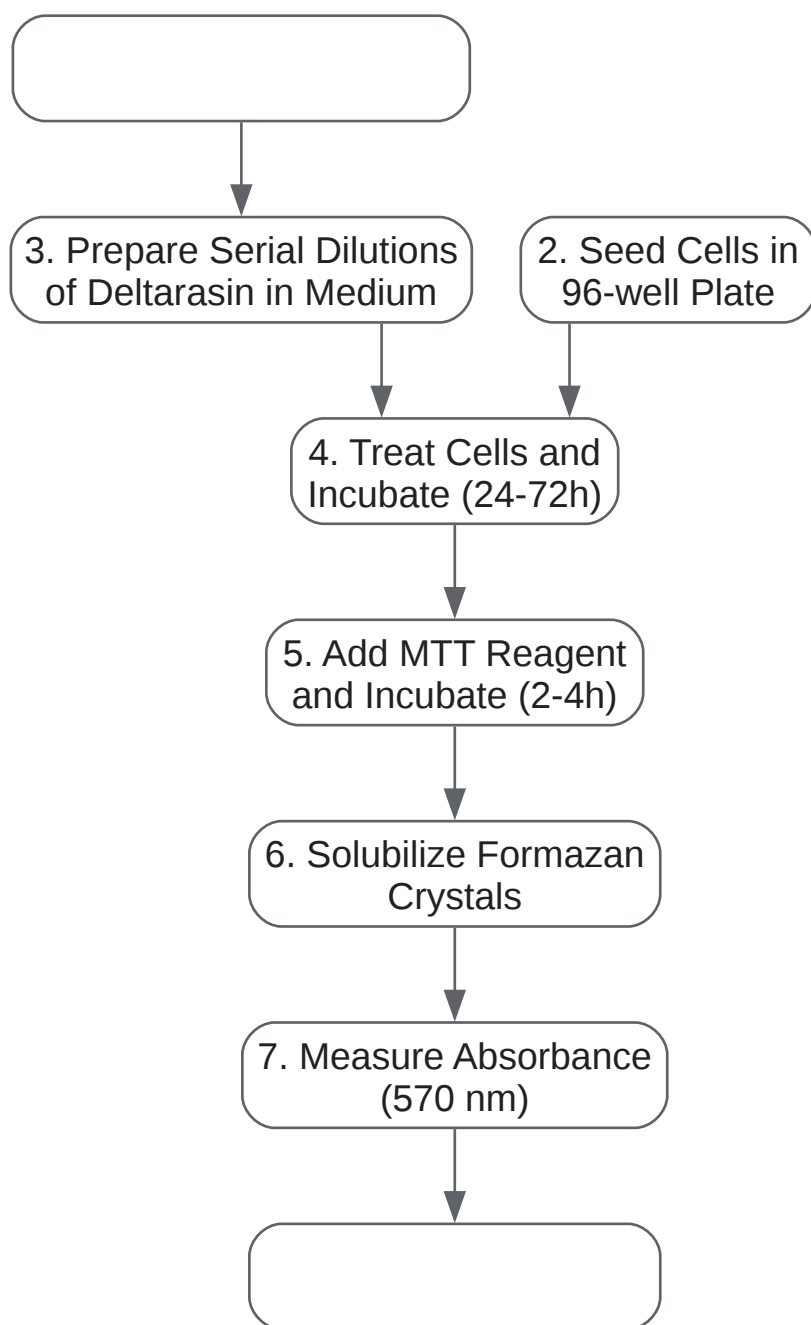 3. Prepare Serial Dilutions
of Deltarasin in Medium
2. Seed Cells in
96-well Plate
4. Treat Cells and
Incubate (24-72h)
5. Add MTT Reagent
and Incubate (2-4h)
6. Solubilize Formazan
Crystals
7. Measure Absorbance
(570 nm)